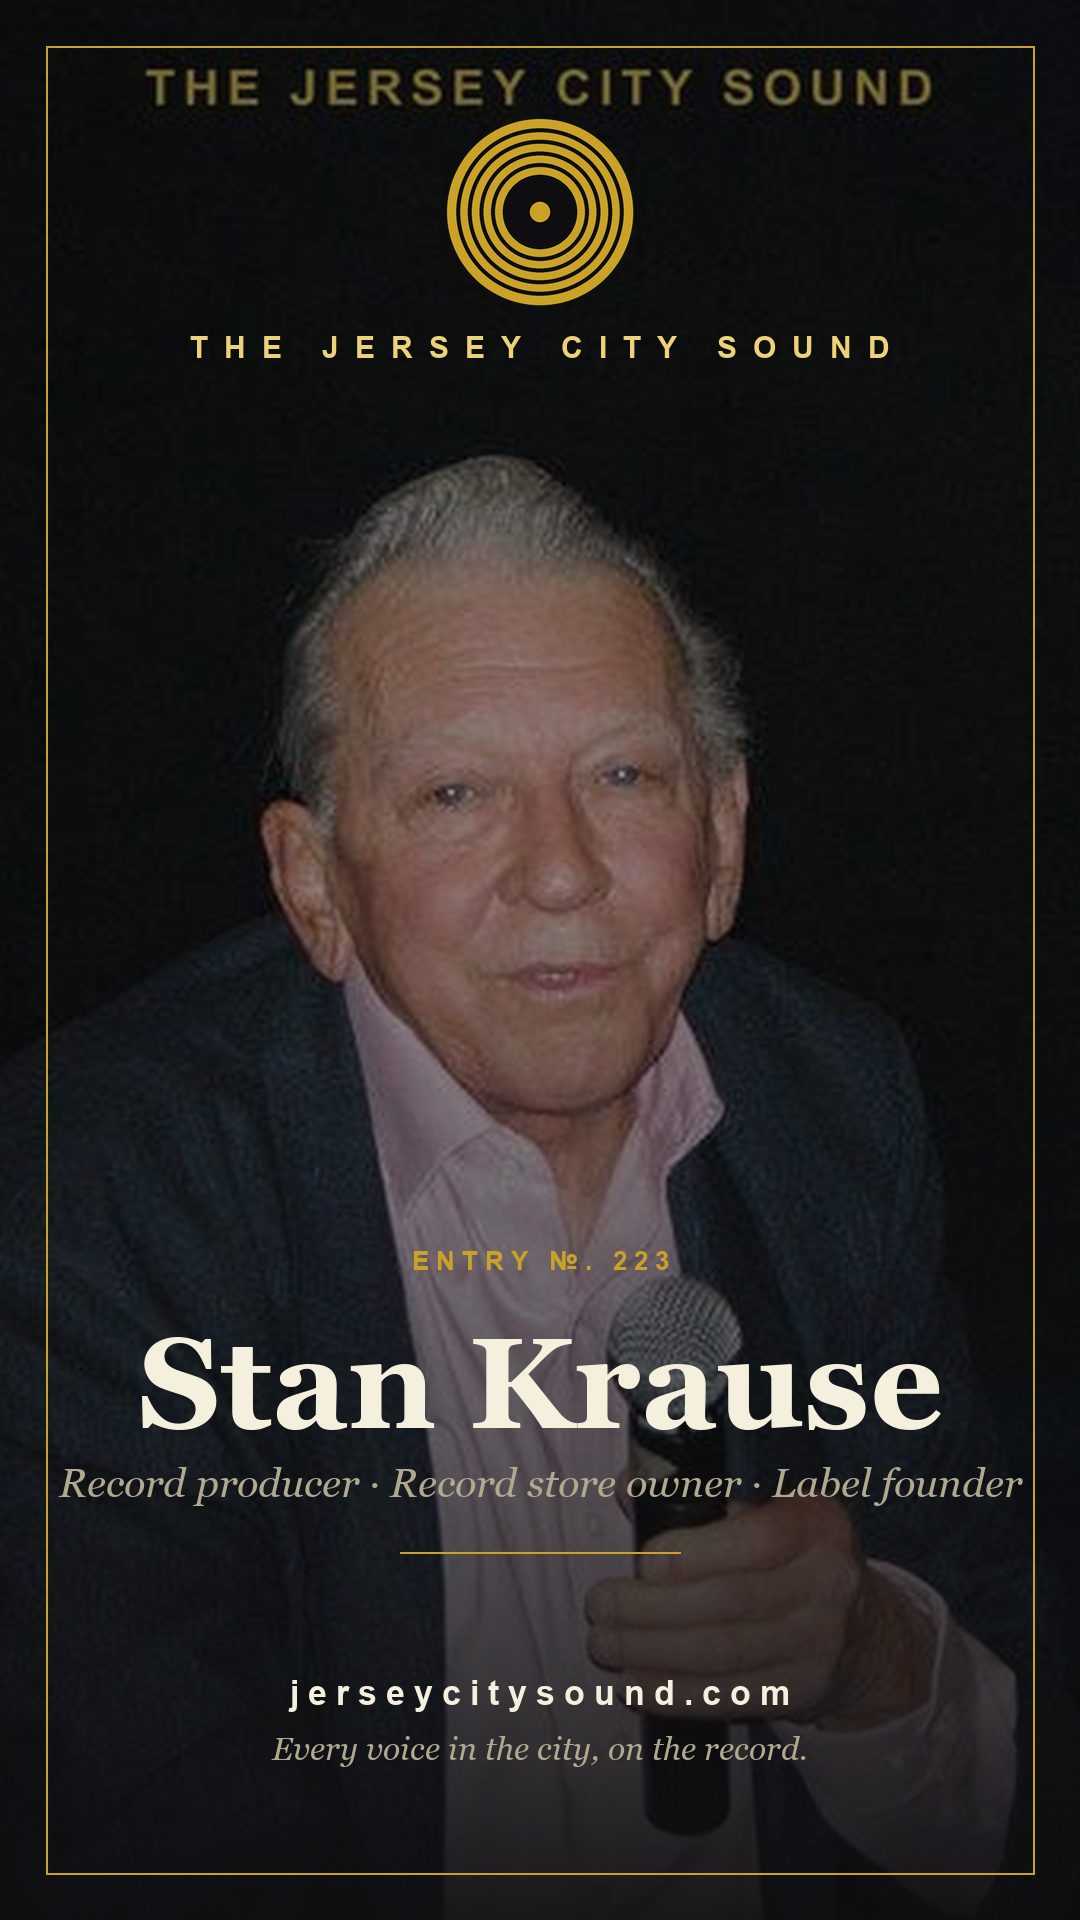 THE JERSEY CITY SOUND
THE JERSEY CITY SOUND
ENTRY №. 223
Stan Krause
Record producer · Record store owner · Label founder
jerseycitysound.com
Every voice in the city, on the record.